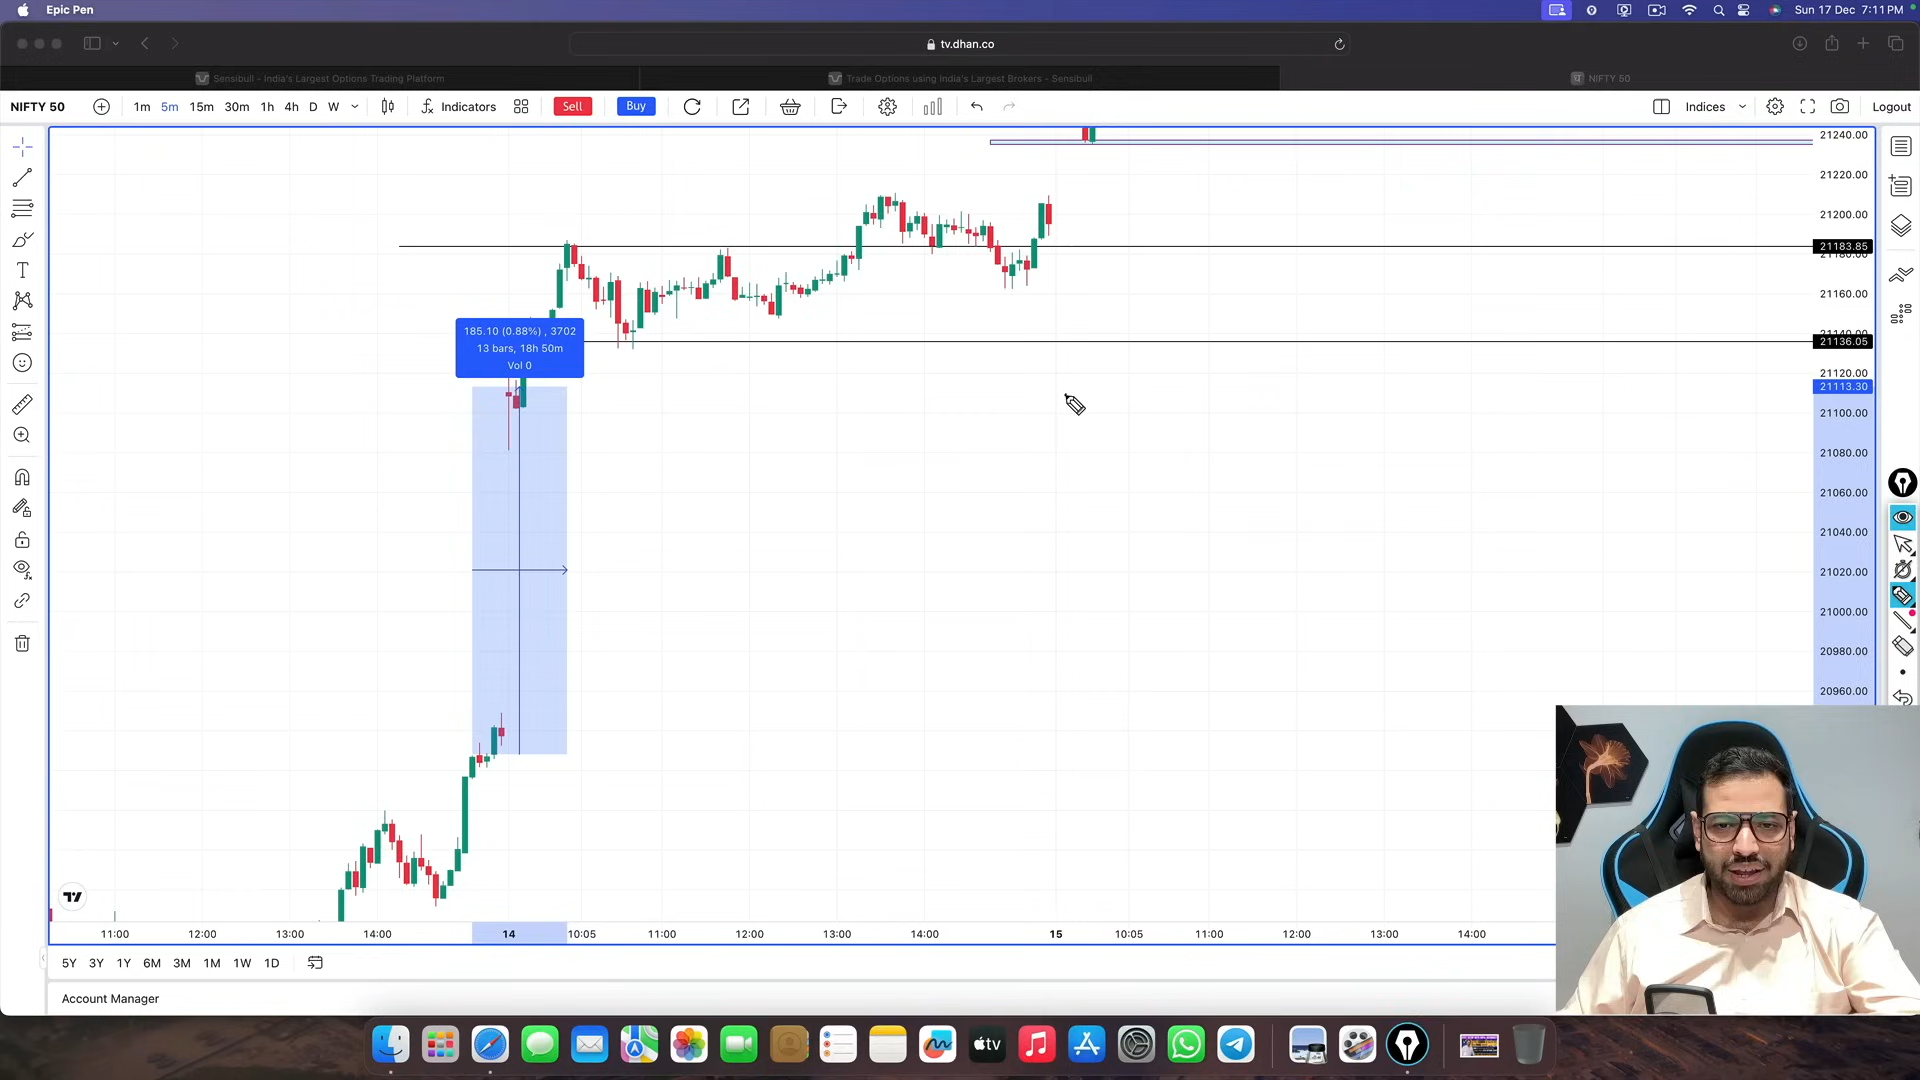 Epic Pen
Sun 17 Dec 7:11 PM
tv.dhan.co
Sensibull - India's Largest Options Trading Platform
Trade Options using India's Largest Brokers - Sensibull
NIFTY 50
NIFTY 50
1m 5m 15m 30m 1h 4h D W
Indicators
Sell
Buy
Indices
Logout
21240.00
21220.00
21200.00
21183.85
21180.00
21160.00
21140.00
21136.05
21120.00
21113.30
21100.00
21080.00
21060.00
21040.00
21020.00
21000.00
20980.00
20960.00
185.10 (0.88%) , 3702
13 bars, 18h 50m
Vol 0
11:00 12:00 13:00 14:00 14 10:05 11:00 12:00 13:00 14:00 15 10:05 11:00 12:00 13:00 14:00
5Y 3Y 1Y 6M 3M 1M 1W 1D
Account Manager
tv